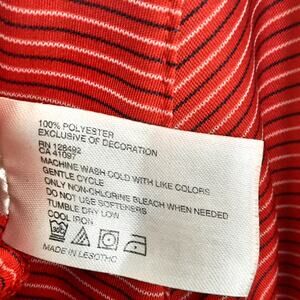 100% POLYESTER
EXCLUSIVE OF DECORATION
RN 128492
CA 41097
MACHINE WASH COLD WITH LIKE COLORS
GENTLE CYCLE
ONLY NON-CHLORINE BLEACH WHEN NEEDED
DO NOT USE SOFTENERS
TUMBLE DRY LOW
COOL IRON
MADE IN LESOTHO